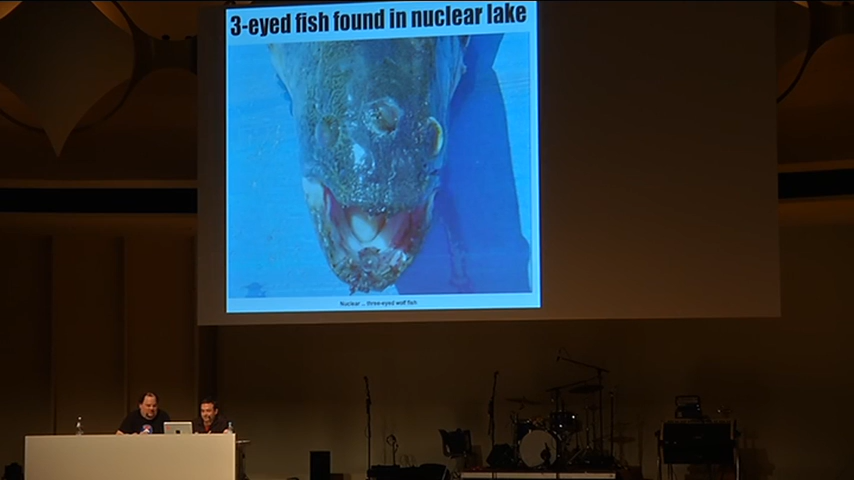 3-eyed fish found in nuclear lake
Nuclear ... three-eyed wolf fish